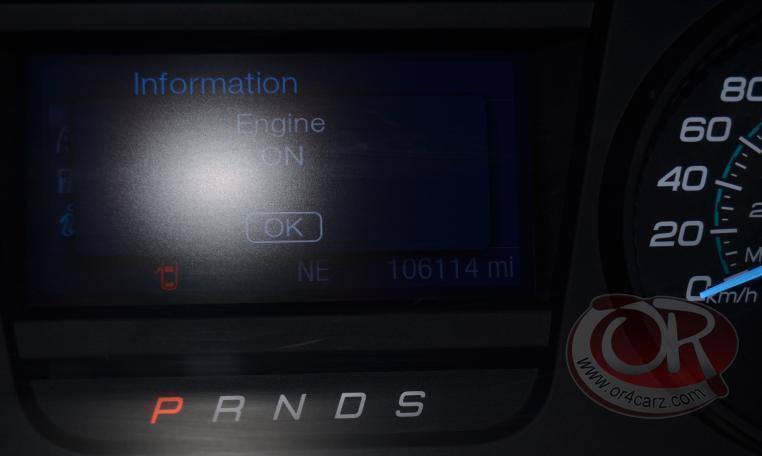 Information
Engine
ON
OK
NE 106114 mi
P R N D S
80
60
40
20
0
km/h
OR
www.or4carz.com